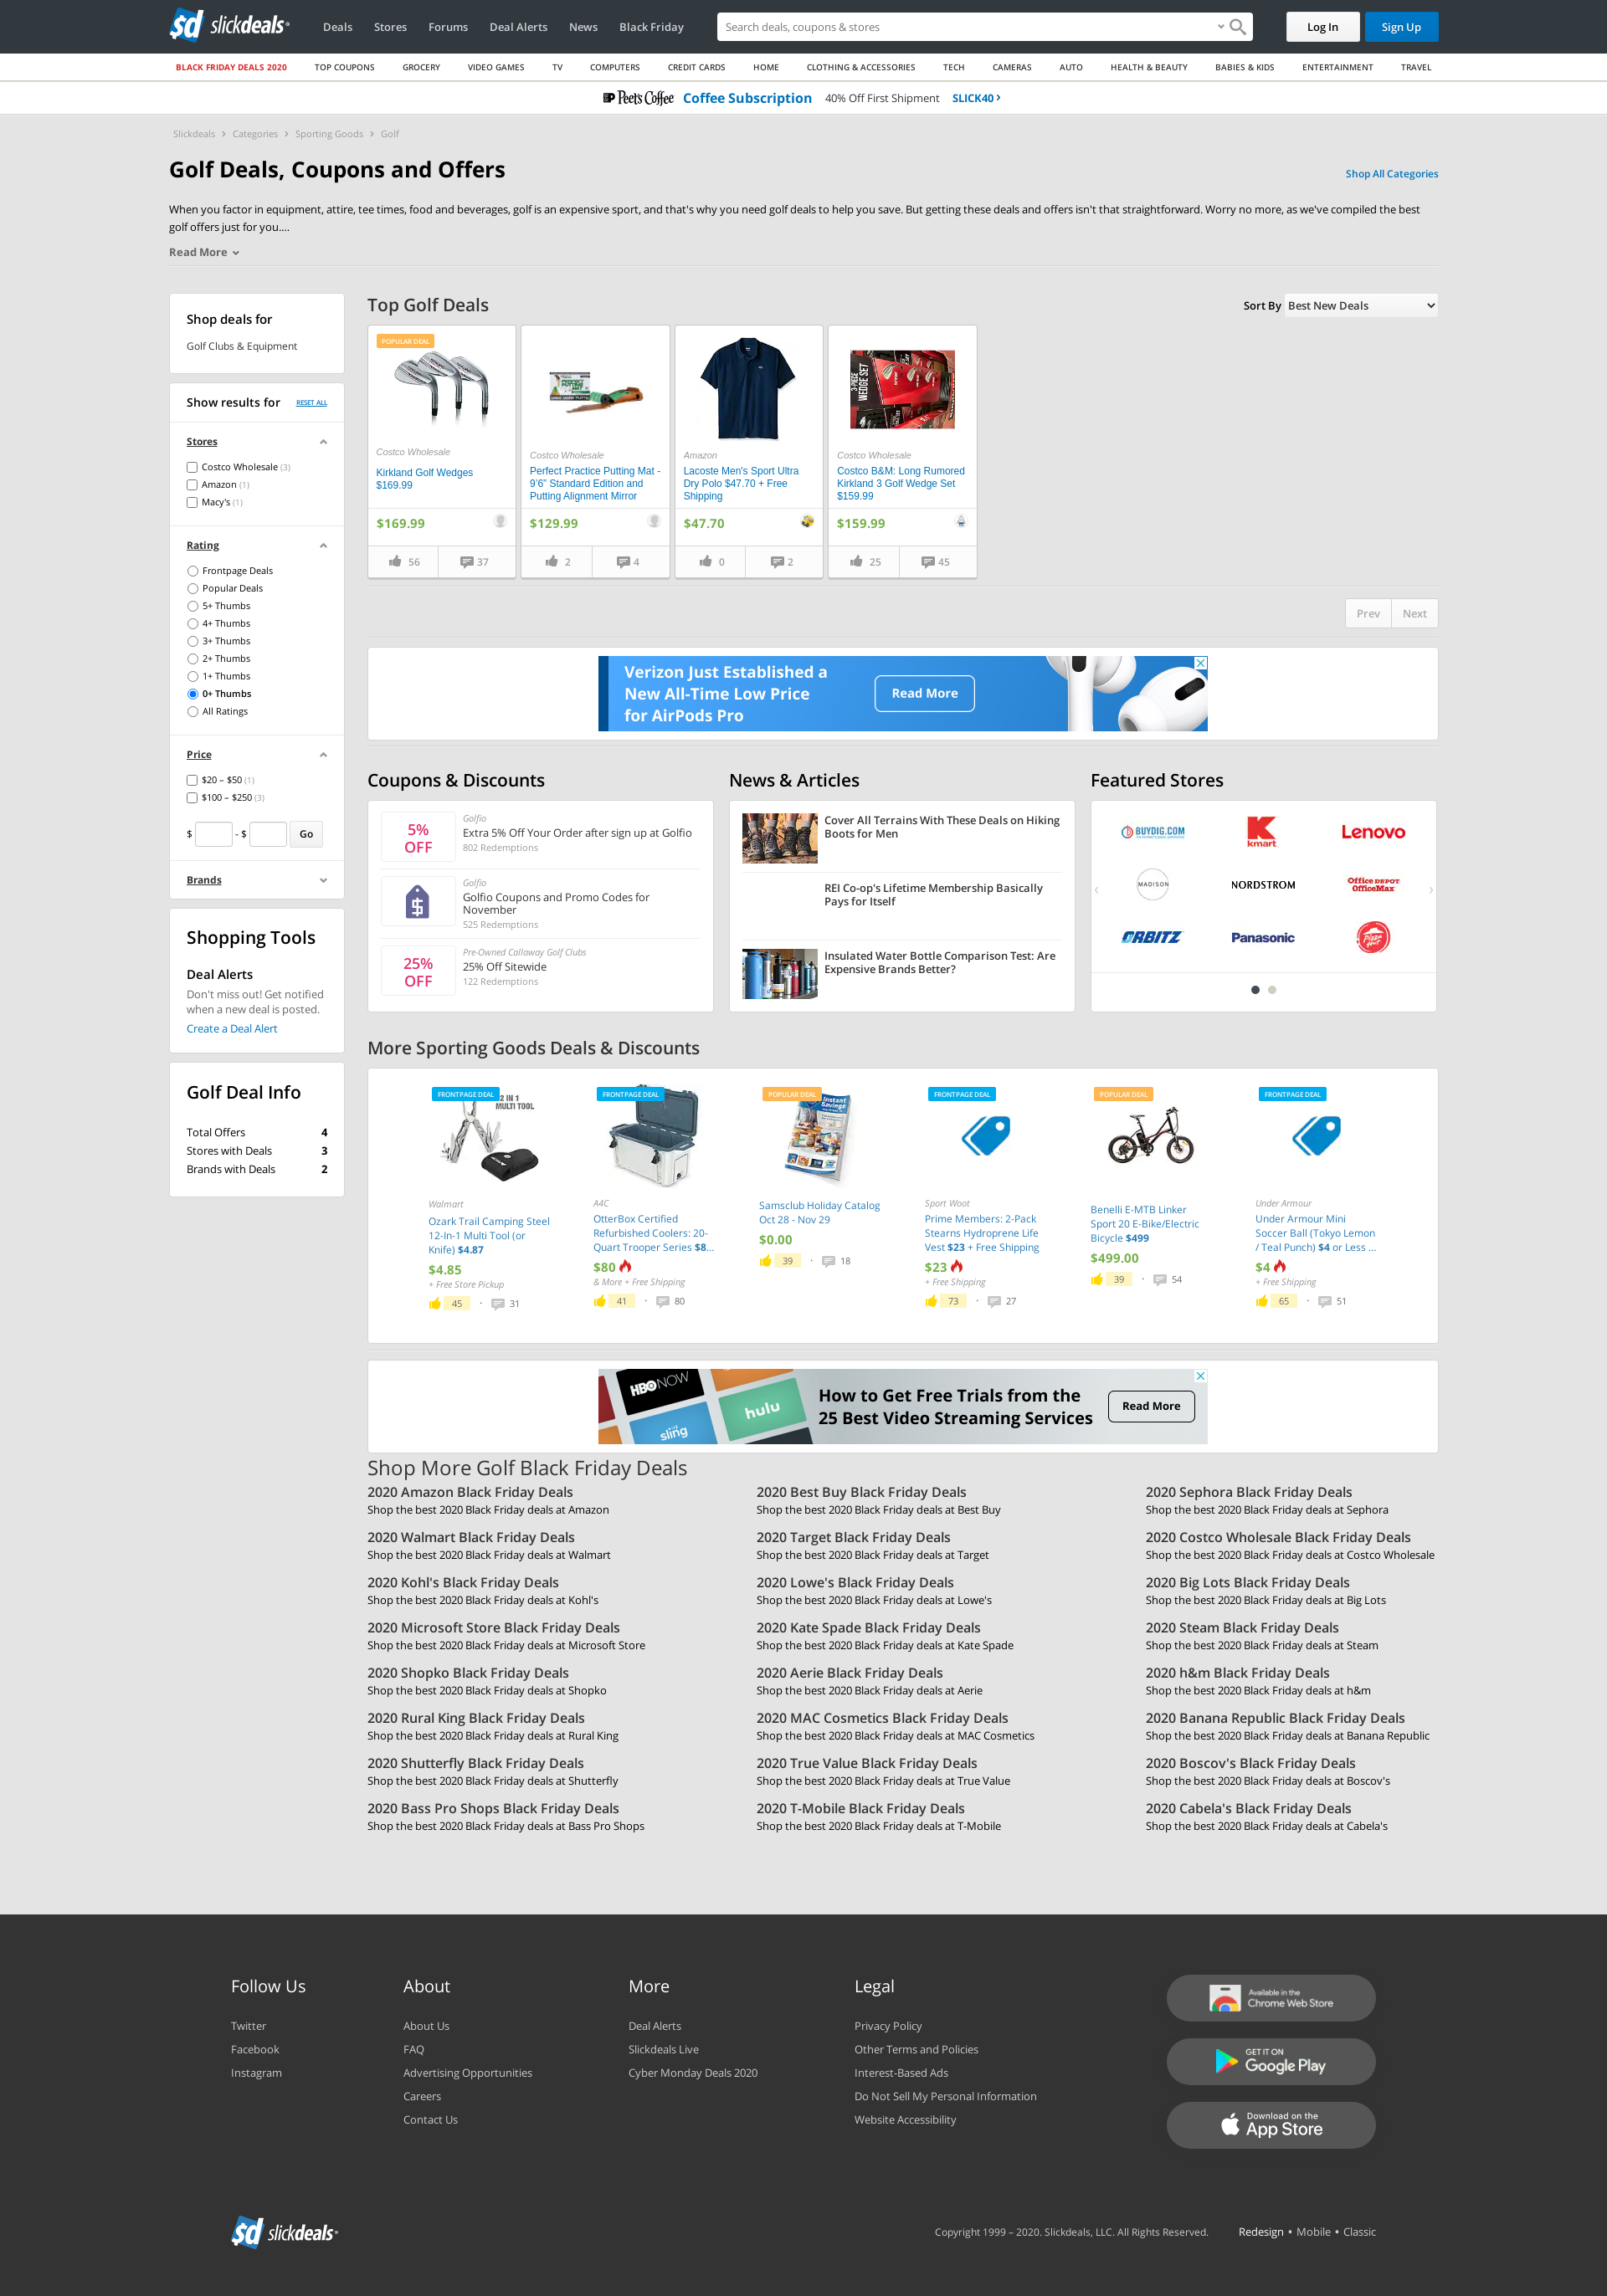 slickdeals
Deals
Stores
Forums
Deal Alerts
News
Black Friday
Search deals, coupons & stores
Log In
Sign Up
BLACK FRIDAY DEALS 2020
TOP COUPONS
GROCERY
VIDEO GAMES
TV
COMPUTERS
CREDIT CARDS
HOME
CLOTHING & ACCESSORIES
TECH
CAMERAS
AUTO
HEALTH & BEAUTY
BABIES & KIDS
ENTERTAINMENT
TRAVEL
Peet's Coffee
Coffee Subscription 40% Off First Shipment SLICK40 ›
Slickdeals › Categories › Sporting Goods › Golf
Golf Deals, Coupons and Offers
Shop All Categories
When you factor in equipment, attire, tee times, food and beverages, golf is an expensive sport, and that's why you need golf deals to help you save. But getting these deals and offers isn't that straightforward. Worry no more, as we've compiled the best
golf offers just for you....
Read More
Shop deals for
Golf Clubs & Equipment
Show results for
RESET ALL
Stores
Costco Wholesale (3)
Amazon (1)
Macy's (1)
Rating
Frontpage Deals
Popular Deals
5+ Thumbs
4+ Thumbs
3+ Thumbs
2+ Thumbs
1+ Thumbs
0+ Thumbs
All Ratings
Price
$20 – $50 (1)
$100 – $250 (3)
$ - $ Go
Brands
Shopping Tools
Deal Alerts
Don't miss out! Get notified
when a new deal is posted.
Create a Deal Alert
Golf Deal Info
Total Offers 4
Stores with Deals 3
Brands with Deals 2
Top Golf Deals
Sort By Best New Deals
POPULAR DEAL
Costco Wholesale
Kirkland Golf Wedges
$169.99
$169.99
56
37
Costco Wholesale
Perfect Practice Putting Mat -
9'6" Standard Edition and
Putting Alignment Mirror
$129.99
2
4
Amazon
Lacoste Men's Sport Ultra
Dry Polo $47.70 + Free
Shipping
$47.70
0
2
3-PIECE
WEDGE SET
Costco Wholesale
Costco B&M: Long Rumored
Kirkland 3 Golf Wedge Set
$159.99
$159.99
25
45
Prev
Next
Verizon Just Established a
New All-Time Low Price
for AirPods Pro
Read More
Coupons & Discounts
5%
OFF
Golfio
Extra 5% Off Your Order after sign up at Golfio
802 Redemptions
Golfio
Golfio Coupons and Promo Codes for
November
525 Redemptions
25%
OFF
Pre-Owned Callaway Golf Clubs
25% Off Sitewide
122 Redemptions
News & Articles
Cover All Terrains With These Deals on Hiking
Boots for Men
REI Co-op's Lifetime Membership Basically
Pays for Itself
Insulated Water Bottle Comparison Test: Are
Expensive Brands Better?
Featured Stores
BUYDIG.COM
kmart
Lenovo
MADISON
NORDSTROM
Office DEPOT
OfficeMax
ORBITZ
Panasonic
Pizza Hut
More Sporting Goods Deals & Discounts
FRONTPAGE DEAL
2 IN 1
MULTI TOOL
Walmart
Ozark Trail Camping Steel
12-In-1 Multi Tool (or
Knife) $4.87
$4.85
+ Free Store Pickup
45 · 31
FRONTPAGE DEAL
A4C
OtterBox Certified
Refurbished Coolers: 20-
Quart Trooper Series $8...
$80
& More + Free Shipping
41 · 80
POPULAR DEAL
Instant
Savings
Samsclub Holiday Catalog
Oct 28 - Nov 29
$0.00
39 · 18
FRONTPAGE DEAL
Sport Woot
Prime Members: 2-Pack
Stearns Hydroprene Life
Vest $23 + Free Shipping
$23
+ Free Shipping
73 · 27
POPULAR DEAL
Benelli E-MTB Linker
Sport 20 E-Bike/Electric
Bicycle $499
$499.00
39 · 54
FRONTPAGE DEAL
Under Armour
Under Armour Mini
Soccer Ball (Tokyo Lemon
/ Teal Punch) $4 or Less ...
$4
+ Free Shipping
65 · 51
HBO NOW
hulu
sling
How to Get Free Trials from the
25 Best Video Streaming Services
Read More
Shop More Golf Black Friday Deals
2020 Amazon Black Friday Deals
Shop the best 2020 Black Friday deals at Amazon
2020 Best Buy Black Friday Deals
Shop the best 2020 Black Friday deals at Best Buy
2020 Sephora Black Friday Deals
Shop the best 2020 Black Friday deals at Sephora
2020 Walmart Black Friday Deals
Shop the best 2020 Black Friday deals at Walmart
2020 Target Black Friday Deals
Shop the best 2020 Black Friday deals at Target
2020 Costco Wholesale Black Friday Deals
Shop the best 2020 Black Friday deals at Costco Wholesale
2020 Kohl's Black Friday Deals
Shop the best 2020 Black Friday deals at Kohl's
2020 Lowe's Black Friday Deals
Shop the best 2020 Black Friday deals at Lowe's
2020 Big Lots Black Friday Deals
Shop the best 2020 Black Friday deals at Big Lots
2020 Microsoft Store Black Friday Deals
Shop the best 2020 Black Friday deals at Microsoft Store
2020 Kate Spade Black Friday Deals
Shop the best 2020 Black Friday deals at Kate Spade
2020 Steam Black Friday Deals
Shop the best 2020 Black Friday deals at Steam
2020 Shopko Black Friday Deals
Shop the best 2020 Black Friday deals at Shopko
2020 Aerie Black Friday Deals
Shop the best 2020 Black Friday deals at Aerie
2020 h&m Black Friday Deals
Shop the best 2020 Black Friday deals at h&m
2020 Rural King Black Friday Deals
Shop the best 2020 Black Friday deals at Rural King
2020 MAC Cosmetics Black Friday Deals
Shop the best 2020 Black Friday deals at MAC Cosmetics
2020 Banana Republic Black Friday Deals
Shop the best 2020 Black Friday deals at Banana Republic
2020 Shutterfly Black Friday Deals
Shop the best 2020 Black Friday deals at Shutterfly
2020 True Value Black Friday Deals
Shop the best 2020 Black Friday deals at True Value
2020 Boscov's Black Friday Deals
Shop the best 2020 Black Friday deals at Boscov's
2020 Bass Pro Shops Black Friday Deals
Shop the best 2020 Black Friday deals at Bass Pro Shops
2020 T-Mobile Black Friday Deals
Shop the best 2020 Black Friday deals at T-Mobile
2020 Cabela's Black Friday Deals
Shop the best 2020 Black Friday deals at Cabela's
Follow Us
Twitter
Facebook
Instagram
About
About Us
FAQ
Advertising Opportunities
Careers
Contact Us
More
Deal Alerts
Slickdeals Live
Cyber Monday Deals 2020
Legal
Privacy Policy
Other Terms and Policies
Interest-Based Ads
Do Not Sell My Personal Information
Website Accessibility
Available in the
Chrome Web Store
GET IT ON
Google Play
Download on the
App Store
slickdeals
Copyright 1999 – 2020. Slickdeals, LLC. All Rights Reserved.
Redesign • Mobile • Classic